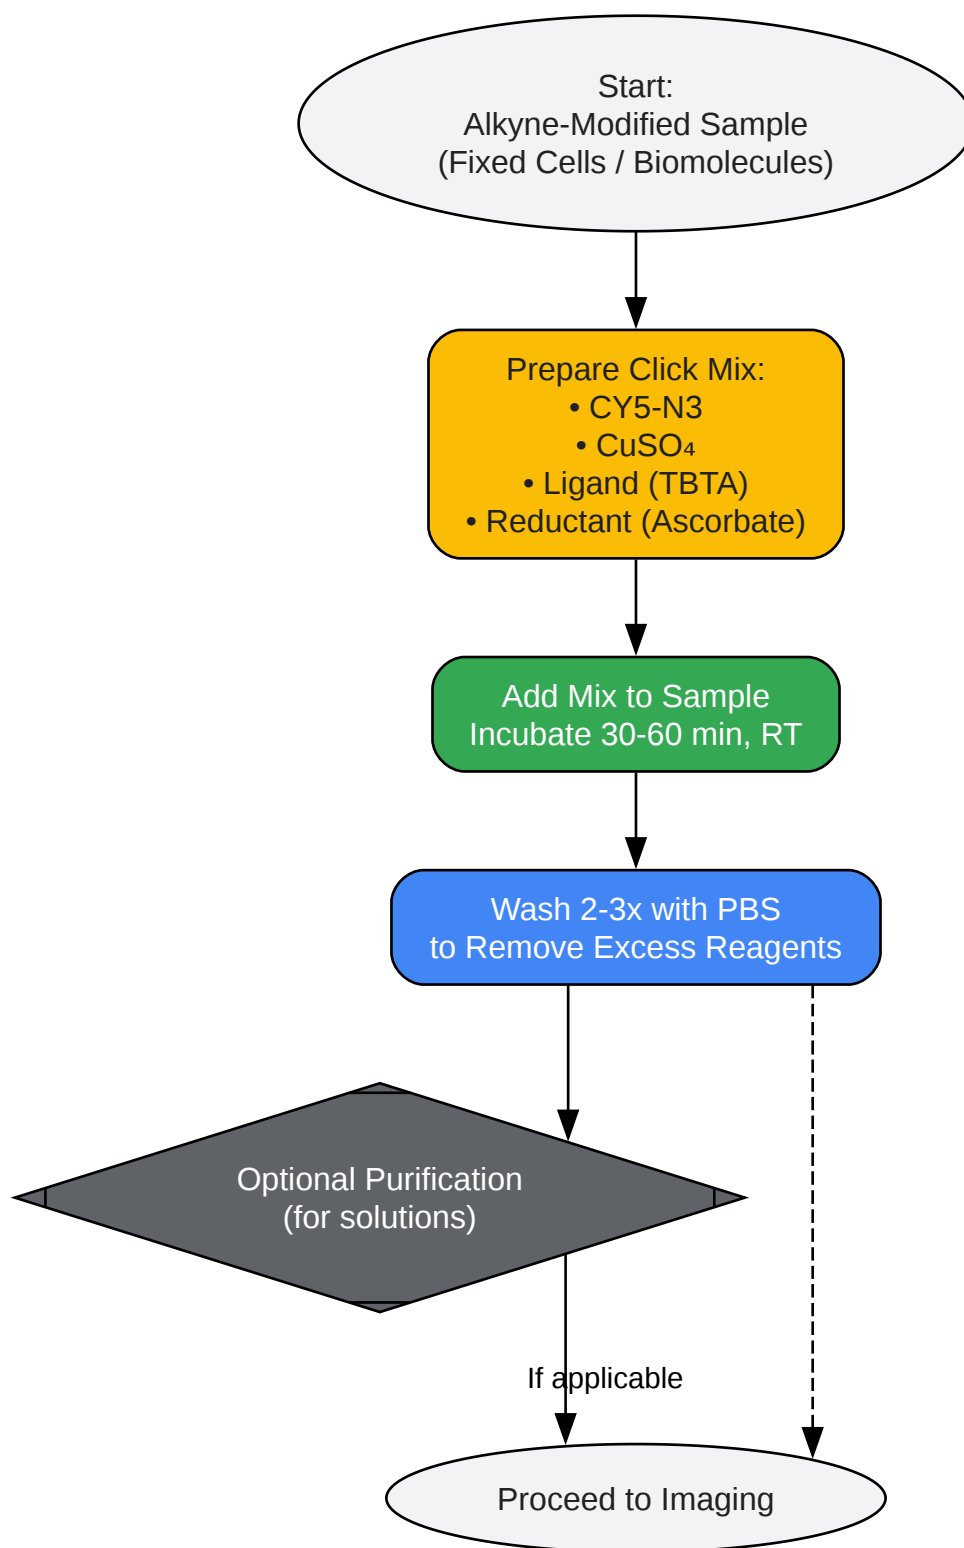 Start:
Alkyne-Modified Sample
(Fixed Cells / Biomolecules)
Prepare Click Mix:
• CY5-N3
• CuSO₄
• Ligand (TBTA)
• Reductant (Ascorbate)
Add Mix to Sample
Incubate 30-60 min, RT
Wash 2-3x with PBS
to Remove Excess Reagents
Optional Purification
(for solutions)
If applicable
Proceed to Imaging